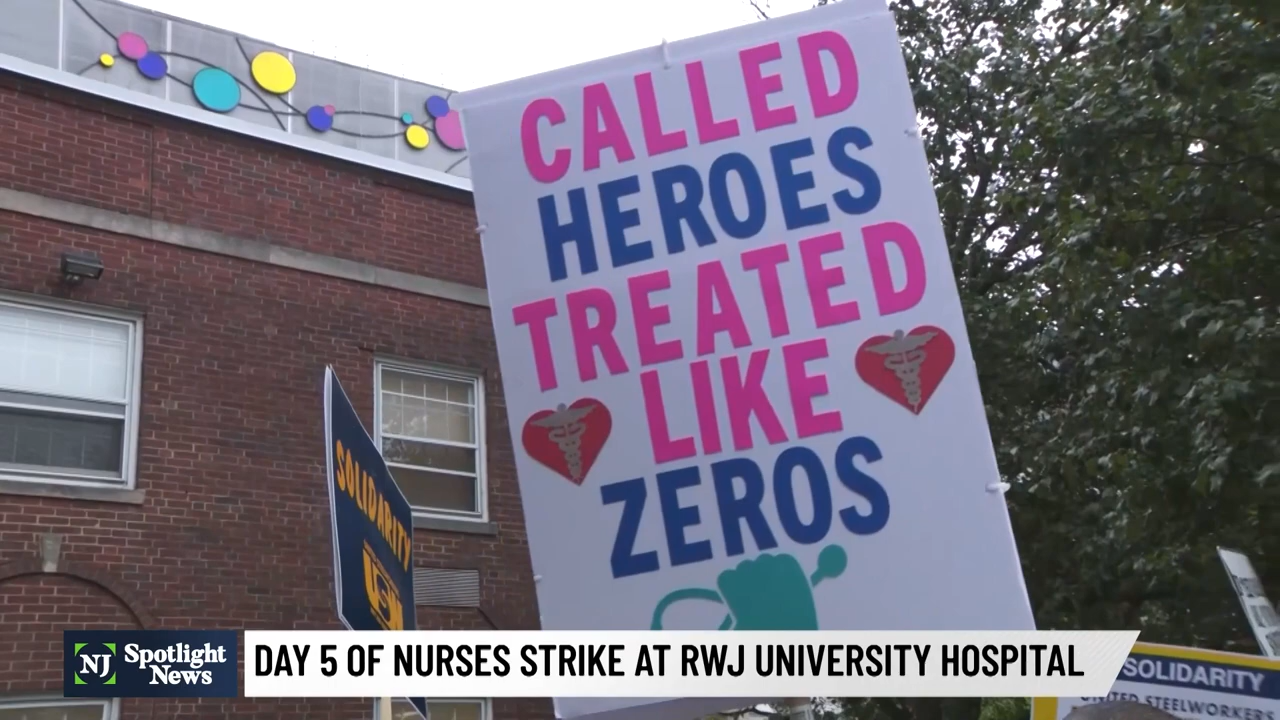 CALLED
HEROES
TREATED
LIKE
ZEROS
SOLIDARITY
USW
NJ Spotlight
News
DAY 5 OF NURSES STRIKE AT RWJ UNIVERSITY HOSPITAL
SOLIDARITY
UNITED STEELWORKERS